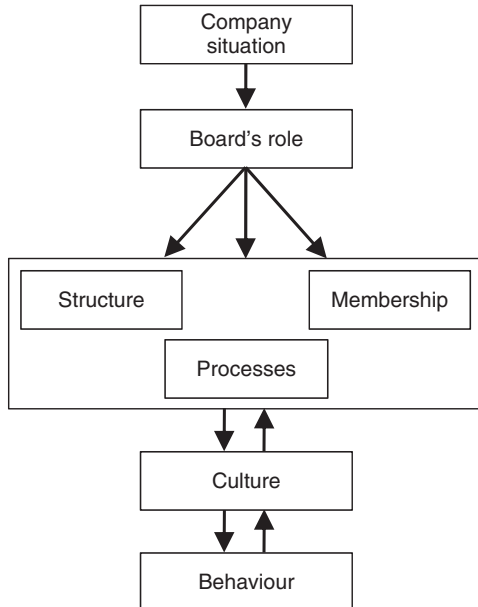 Company
situation
Board's role
Structure
Membership
Processes
Culture
Behaviour